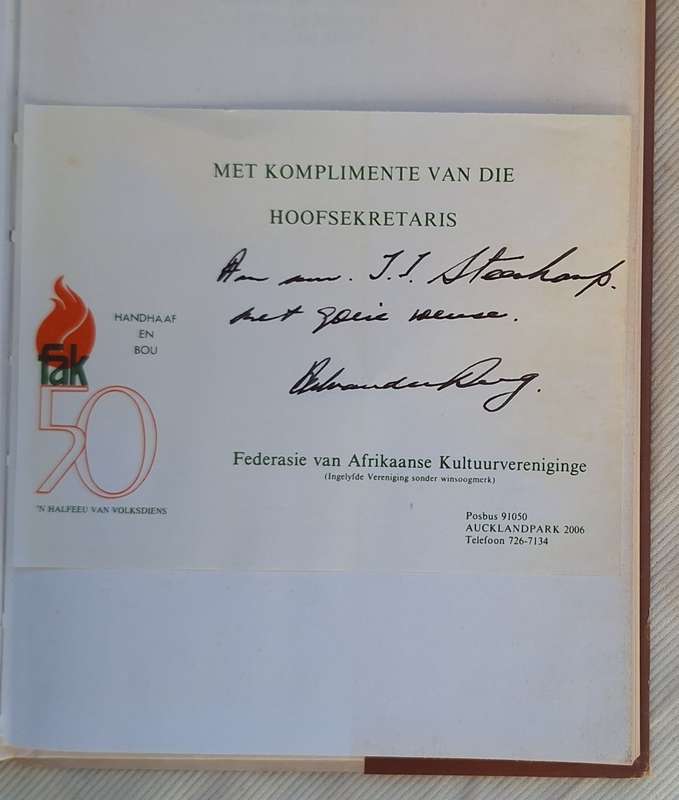 MET KOMPLIMENTE VAN DIE
HOOFSEKRETARIS
Aan mnr. J.J. Steenkamp.
met goeie wense.
HANDHAAF
EN
BOU
fak
50
'N HALFEEU VAN VOLKSDIENS
Federasie van Afrikaanse Kultuurvereniginge
(Ingelyfde Vereniging sonder winsoogmerk)
Posbus 91050
AUCKLANDPARK 2006
Telefoon 726-7134